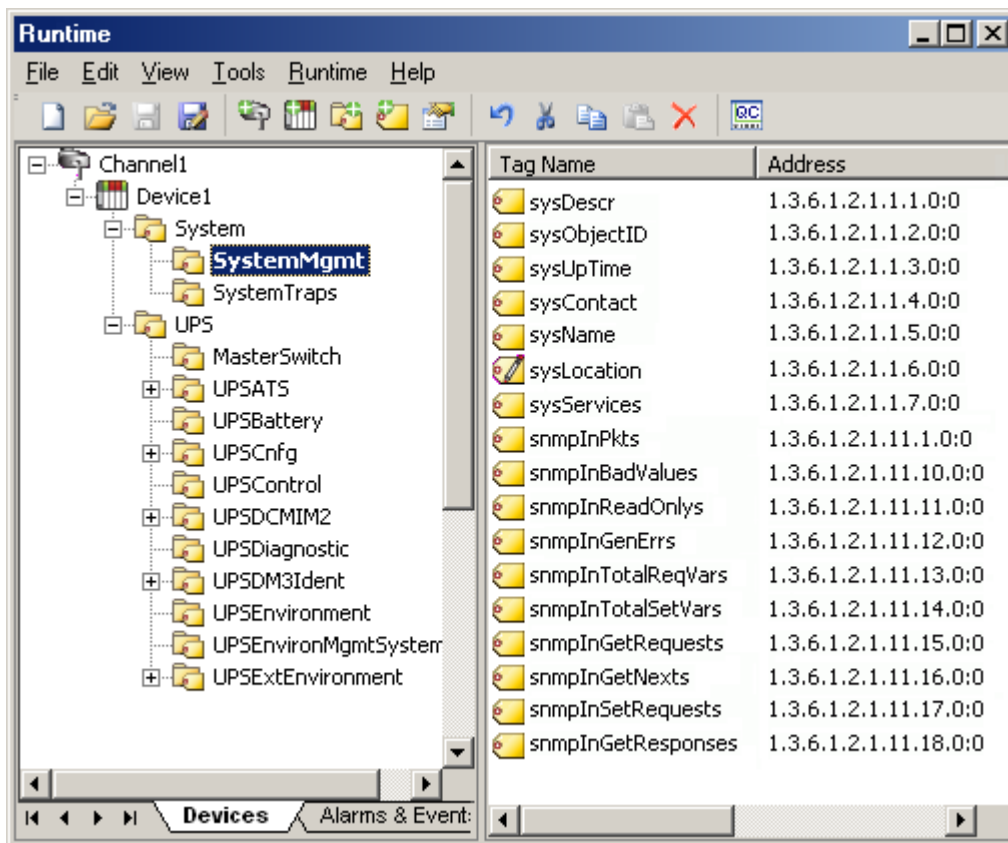 Runtime
File Edit View Tools Runtime Help
QC
Channel1
Device1
System
SystemMgmt
SystemTraps
UPS
MasterSwitch
UPSATS
UPSBattery
UPSCnfg
UPSControl
UPSDCMIM2
UPSDiagnostic
UPSDM3Ident
UPSEnvironment
UPSEnvironMgmtSystem
UPSExtEnvironment
Devices Alarms & Event
Tag Name Address
sysDescr 1.3.6.1.2.1.1.1.0:0
sysObjectID 1.3.6.1.2.1.1.2.0:0
sysUpTime 1.3.6.1.2.1.1.3.0:0
sysContact 1.3.6.1.2.1.1.4.0:0
sysName 1.3.6.1.2.1.1.5.0:0
sysLocation 1.3.6.1.2.1.1.6.0:0
sysServices 1.3.6.1.2.1.1.7.0:0
snmpInPkts 1.3.6.1.2.1.11.1.0:0
snmpInBadValues 1.3.6.1.2.1.11.10.0:0
snmpInReadOnlys 1.3.6.1.2.1.11.11.0:0
snmpInGenErrs 1.3.6.1.2.1.11.12.0:0
snmpInTotalReqVars 1.3.6.1.2.1.11.13.0:0
snmpInTotalSetVars 1.3.6.1.2.1.11.14.0:0
snmpInGetRequests 1.3.6.1.2.1.11.15.0:0
snmpInGetNexts 1.3.6.1.2.1.11.16.0:0
snmpInSetRequests 1.3.6.1.2.1.11.17.0:0
snmpInGetResponses 1.3.6.1.2.1.11.18.0:0